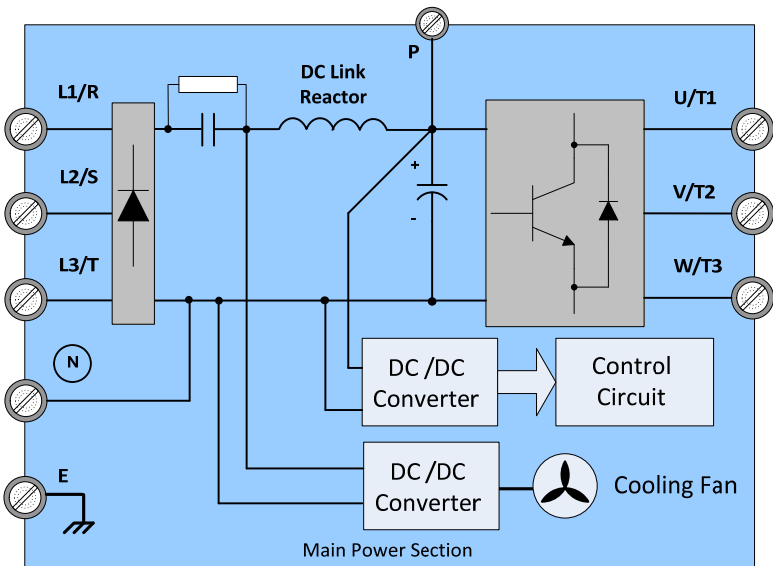 P
L1/R
DC Link
Reactor
U/T1
+
L2/S
V/T2
-
L3/T
W/T3
N
DC /DC
Converter
Control
Circuit
E
DC /DC
Converter
Cooling Fan
Main Power Section